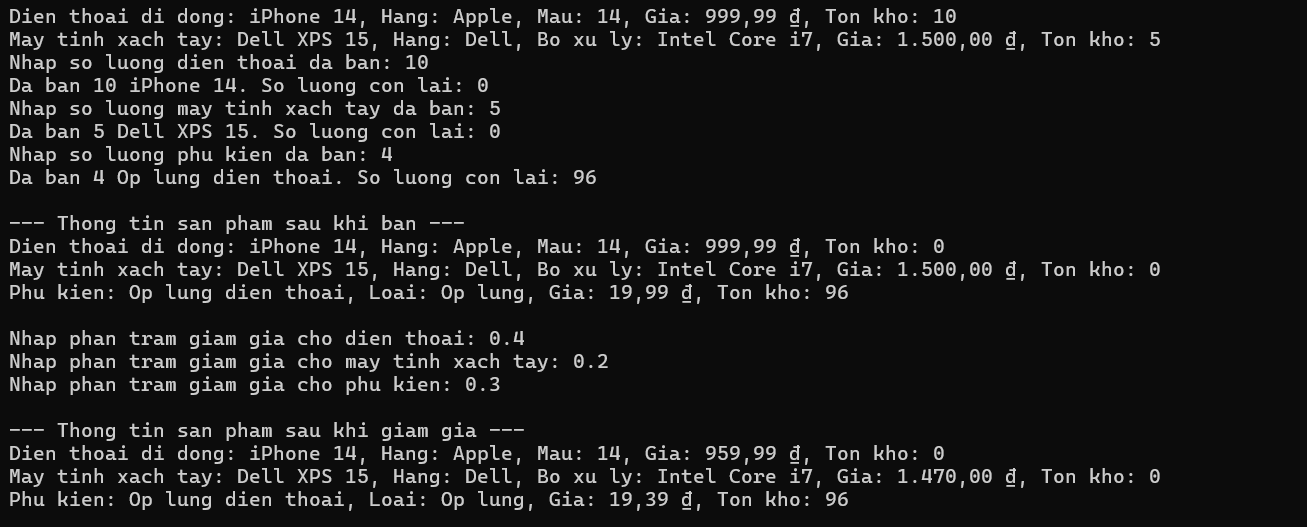 Dien thoai di dong: iPhone 14, Hang: Apple, Mau: 14, Gia: 999,99 ₫, Ton kho: 10
May tinh xach tay: Dell XPS 15, Hang: Dell, Bo xu ly: Intel Core i7, Gia: 1.500,00 ₫, Ton kho: 5
Nhap so luong dien thoai da ban: 10
Da ban 10 iPhone 14. So luong con lai: 0
Nhap so luong may tinh xach tay da ban: 5
Da ban 5 Dell XPS 15. So luong con lai: 0
Nhap so luong phu kien da ban: 4
Da ban 4 Op lung dien thoai. So luong con lai: 96
--- Thong tin san pham sau khi ban ---
Dien thoai di dong: iPhone 14, Hang: Apple, Mau: 14, Gia: 999,99 ₫, Ton kho: 0
May tinh xach tay: Dell XPS 15, Hang: Dell, Bo xu ly: Intel Core i7, Gia: 1.500,00 ₫, Ton kho: 0
Phu kien: Op lung dien thoai, Loai: Op lung, Gia: 19,99 ₫, Ton kho: 96
Nhap phan tram giam gia cho dien thoai: 0.4
Nhap phan tram giam gia cho may tinh xach tay: 0.2
Nhap phan tram giam gia cho phu kien: 0.3
--- Thong tin san pham sau khi giam gia ---
Dien thoai di dong: iPhone 14, Hang: Apple, Mau: 14, Gia: 959,99 ₫, Ton kho: 0
May tinh xach tay: Dell XPS 15, Hang: Dell, Bo xu ly: Intel Core i7, Gia: 1.470,00 ₫, Ton kho: 0
Phu kien: Op lung dien thoai, Loai: Op lung, Gia: 19,39 ₫, Ton kho: 96